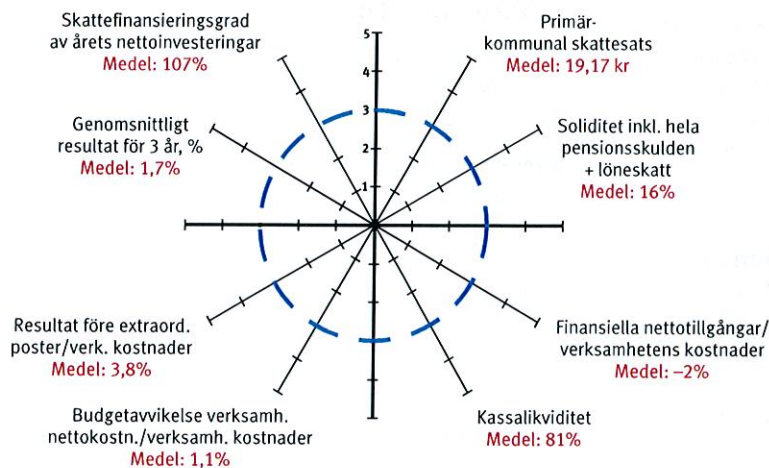 Skattefinansieringsgrad
av årets nettoinvesteringar
Medel: 107%
5
4
3
2
1
Primär-
kommunal skattesats
Medel: 19,17 kr
Genomsnittligt
resultat för 3 år, %
Medel: 1,7%
Soliditet inkl. hela
pensionsskulden
+ löneskatt
Medel: 16%
Resultat före extraord.
poster/verk. kostnader
Medel: 3,8%
Finansiella nettotillgångar/
verksamhetens kostnader
Medel: –2%
Budgetavvikelse verksamh.
nettokostn./verksamh. kostnader
Medel: 1,1%
Kassalikviditet
Medel: 81%